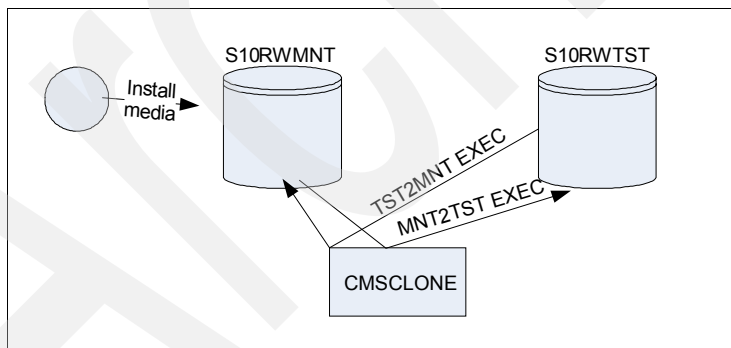 S10RWMNT
S10RWTST
Install
media
TST2MNT EXEC
MNT2TST EXEC
CMSCLONE